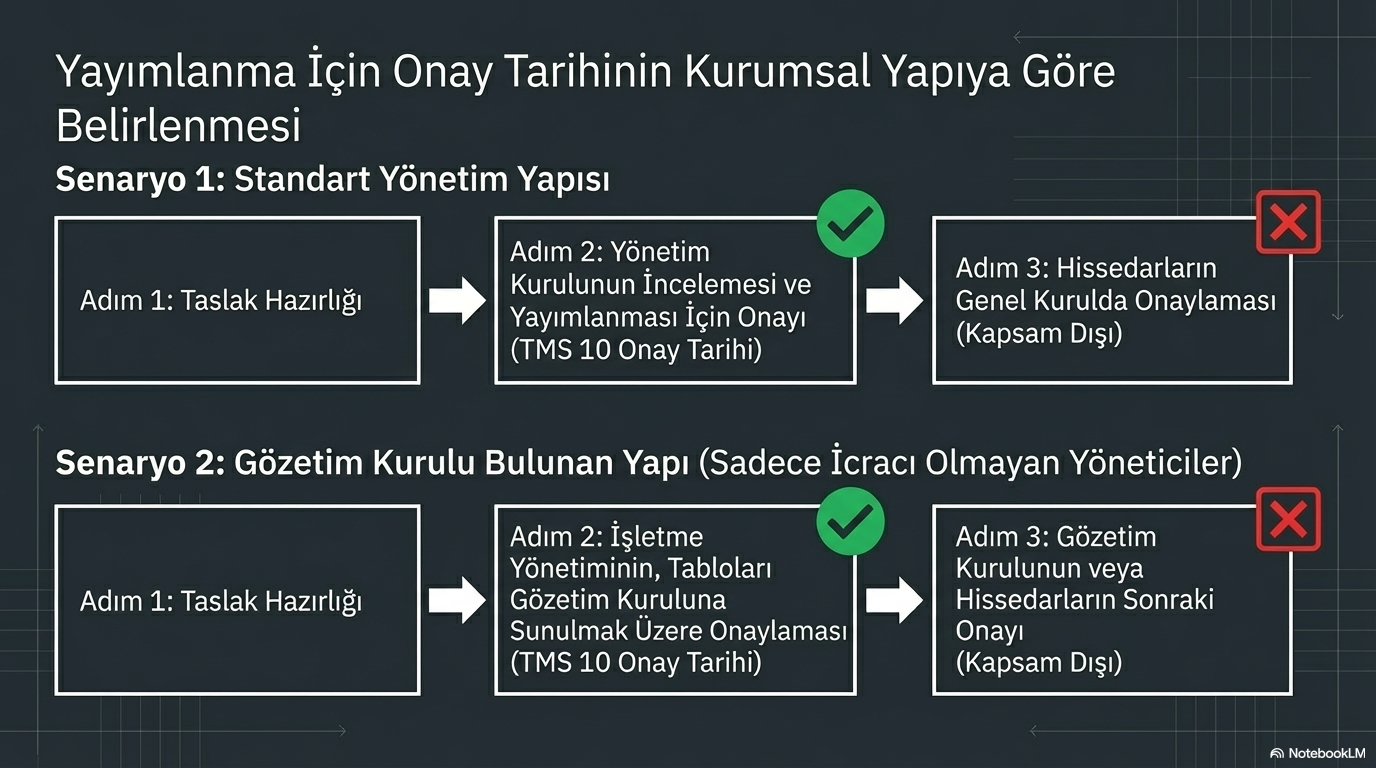 Yayımlanma İçin Onay Tarihinin Kurumsal Yapıya Göre
Belirlenmesi
Senaryo 1: Standart Yönetim Yapısı
Adım 1: Taslak Hazırlığı
Adım 2: Yönetim
Kurulunun İncelemesi ve
Yayımlanması İçin Onayı
(TMS 10 Onay Tarihi)
Adım 3: Hissedarların
Genel Kurulda Onaylaması
(Kapsam Dışı)
Senaryo 2: Gözetim Kurulu Bulunan Yapı (Sadece İcracı Olmayan Yöneticiler)
Adım 1: Taslak Hazırlığı
Adım 2: İşletme
Yönetiminin, Tabloları
Gözetim Kuruluna
Sunulmak Üzere Onaylaması
(TMS 10 Onay Tarihi)
Adım 3: Gözetim
Kurulunun veya
Hissedarların Sonraki
Onayı
(Kapsam Dışı)
NotebookLM